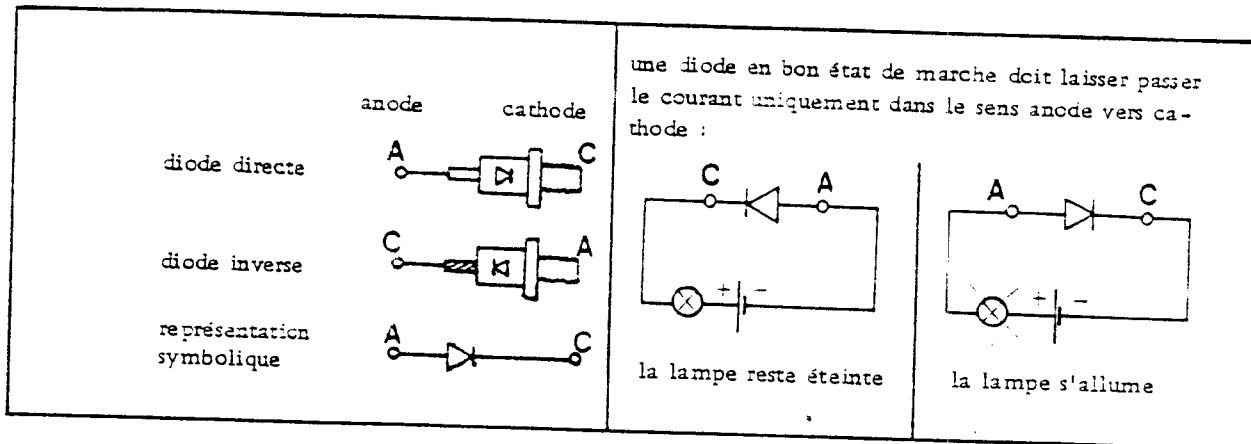 anode cathode
diode directe A C
diode inverse C A
représentation
symbolique A C
une diode en bon état de marche doit laisser passer
le courant uniquement dans le sens anode vers ca-
thode :
C A
+ -
la lampe reste éteinte
A C
+ -
la lampe s'allume